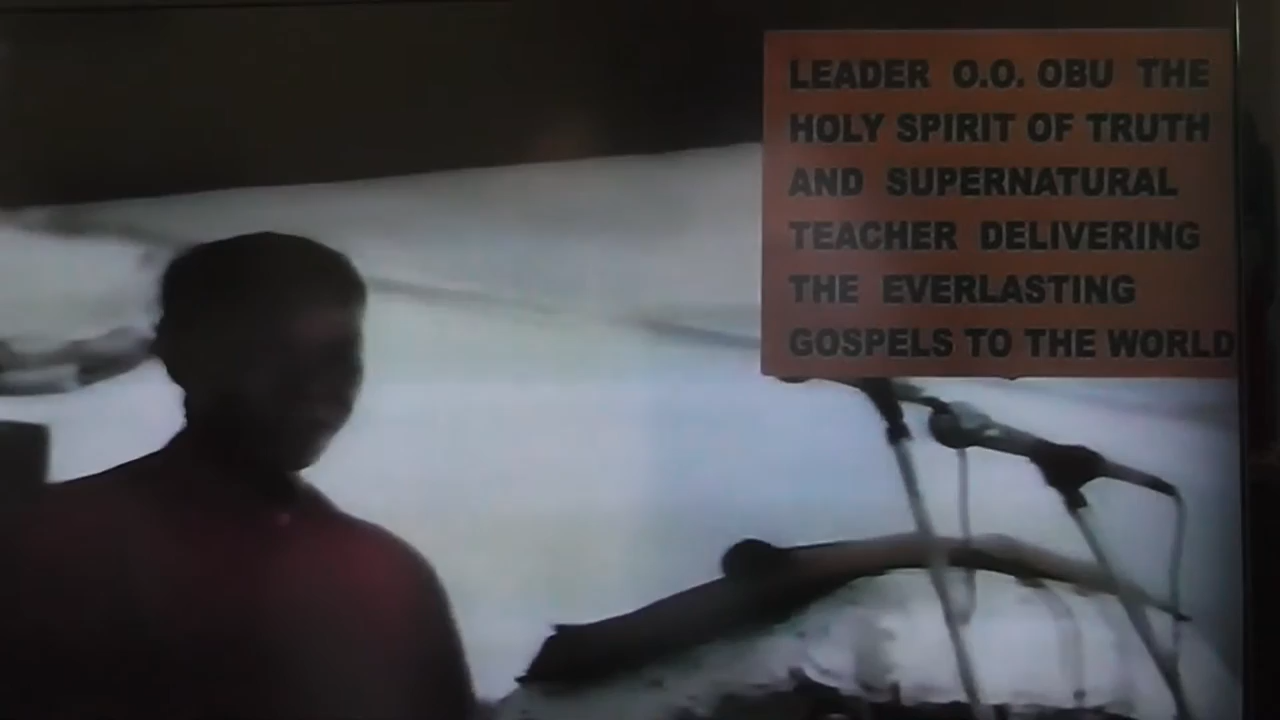 LEADER O.O. OBU THE
HOLY SPIRIT OF TRUTH
AND SUPERNATURAL
TEACHER DELIVERING
THE EVERLASTING
GOSPELS TO THE WORLD